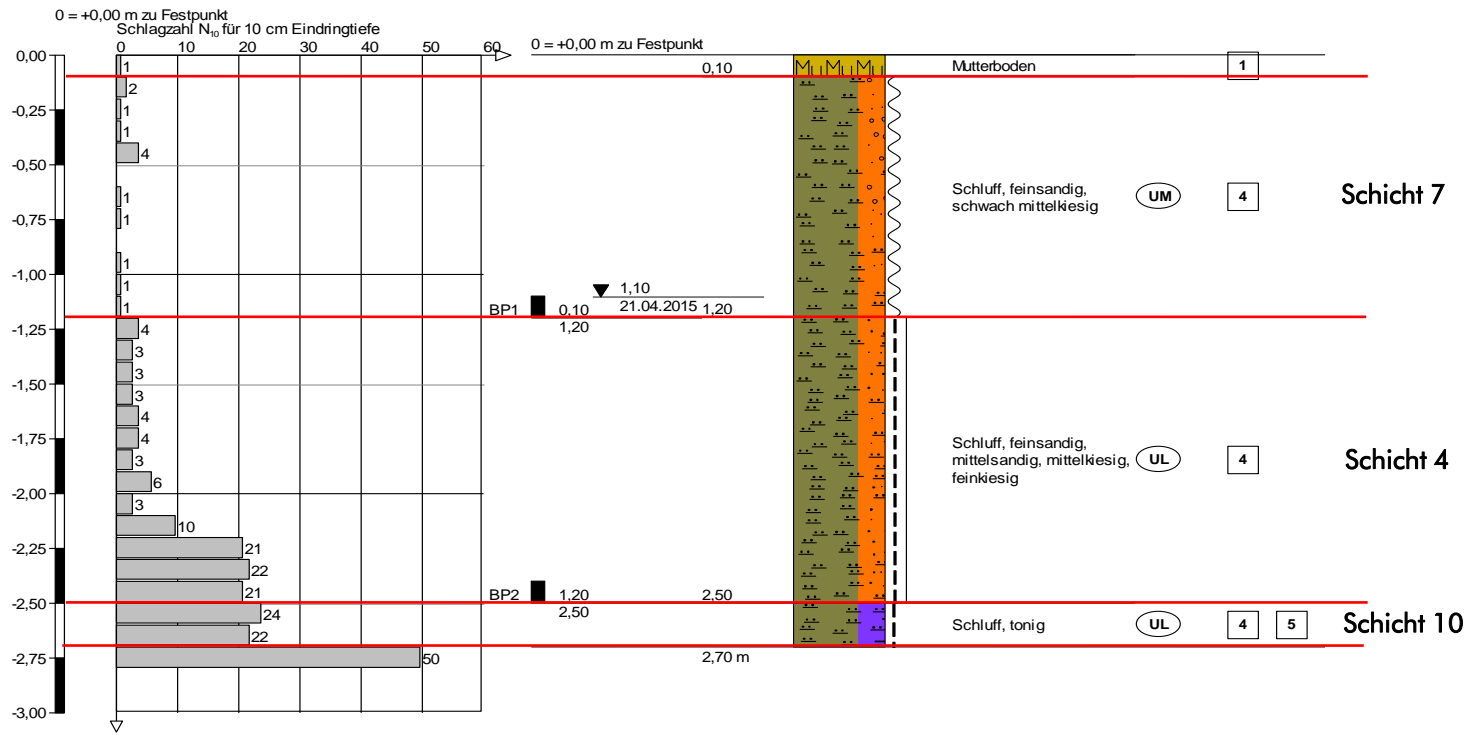 0 = +0,00 m zu Festpunkt
Schlagzahl N₁₀ für 10 cm Eindringtiefe
0 10 20 30 40 50 60
0 = +0,00 m zu Festpunkt
0,00
1
0,10
M M M
Mutterboden
1
2
-0,25
1
1
4
-0,50
1
Schluff, feinsandig,
schwach mittelkiesig
UM
4
Schicht 7
-0,75
1
1
-1,00
1
1,10
1
BP1
0,10
21.04.2015
1,20
1,20
-1,25
4
3
3
-1,50
3
4
-1,75
4
3
Schluff, feinsandig,
mittelsandig, mittelkiesig,
feinkiesig
UL
4
Schicht 4
6
-2,00
3
10
-2,25
21
22
21
BP2
1,20
2,50
-2,50
2,50
24
22
Schluff, tonig
UL
4
5
Schicht 10
-2,75
50
2,70 m
-3,00